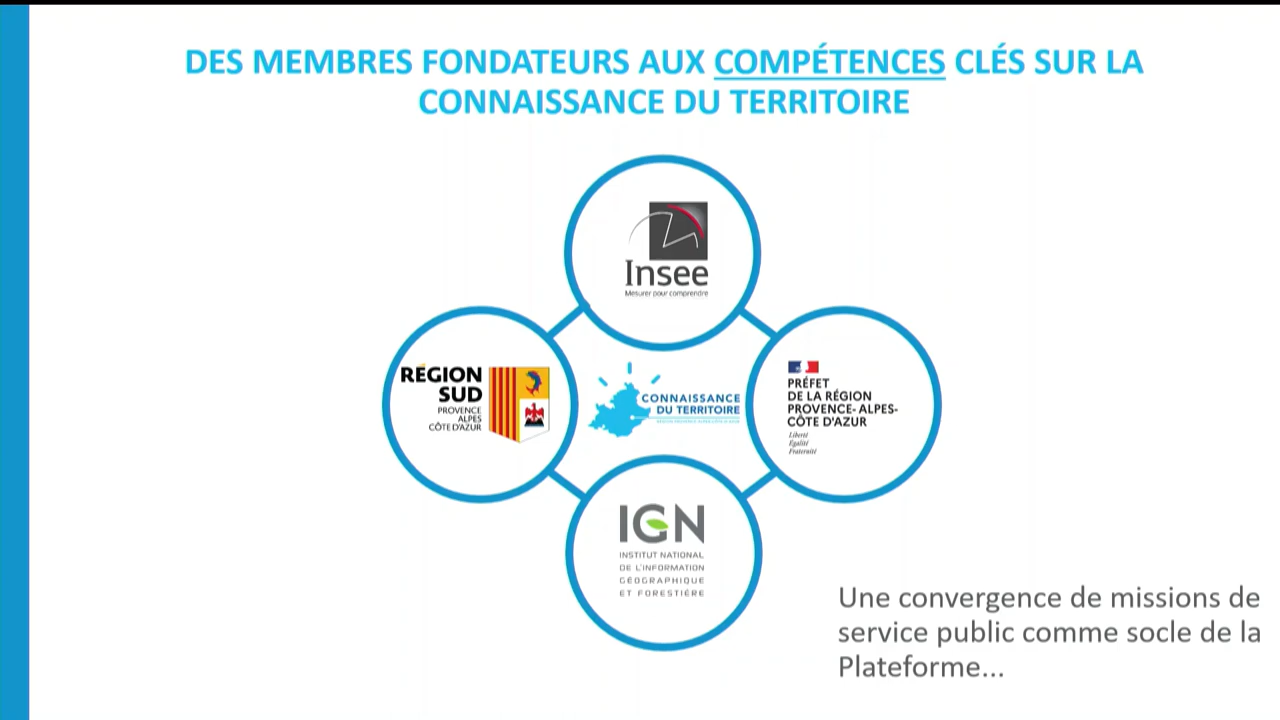 DES MEMBRES FONDATEURS AUX COMPÉTENCES CLÉS SUR LA
CONNAISSANCE DU TERRITOIRE
Insee
Mesurer pour comprendre
RÉGION
SUD
PROVENCE
ALPES
CÔTE D'AZUR
CONNAISSANCE
DU TERRITOIRE
PRÉFET
DE LA RÉGION
PROVENCE- ALPES-
CÔTE D'AZUR
Liberté
Égalité
Fraternité
IGN
INSTITUT NATIONAL
DE L'INFORMATION
GÉOGRAPHIQUE
ET FORESTIÈRE
Une convergence de missions de
service public comme socle de la
Plateforme...